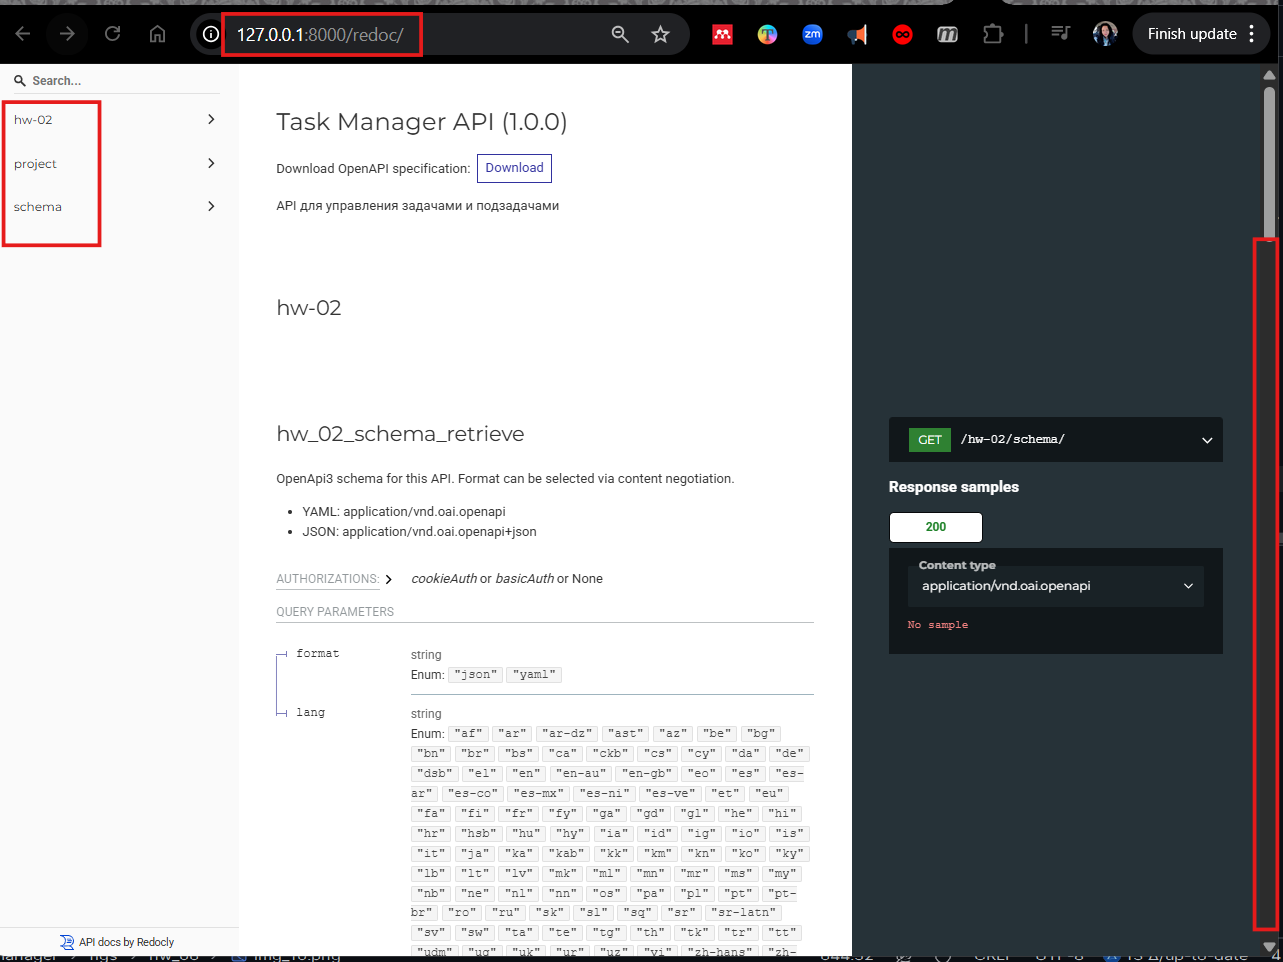 127.0.0.1:8000/redoc/
Finish update
Search...
hw-02
project
schema
API docs by Redocly
Task Manager API (1.0.0)
Download OpenAPI specification: Download
API для управления задачами и подзадачами
hw-02
hw_02_schema_retrieve
OpenApi3 schema for this API. Format can be selected via content negotiation.
• YAML: application/vnd.oai.openapi
• JSON: application/vnd.oai.openapi+json
AUTHORIZATIONS: cookieAuth or basicAuth or None
QUERY PARAMETERS
format
string
Enum: "json" "yaml"
lang
string
Enum: "af" "ar" "ar-dz" "ast" "az" "be" "bg"
"bn" "br" "bs" "ca" "ckb" "cs" "cy" "da" "de"
"dsb" "el" "en" "en-au" "en-gb" "eo" "es" "es-
ar" "es-co" "es-mx" "es-ni" "es-ve" "et" "eu"
"fa" "fi" "fr" "fy" "ga" "gd" "gl" "he" "hi"
"hr" "hsb" "hu" "hy" "ia" "id" "ig" "io" "is"
"it" "ja" "ka" "kab" "kk" "km" "kn" "ko" "ky"
"lb" "lt" "lv" "mk" "ml" "mn" "mr" "ms" "my"
"nb" "ne" "nl" "nn" "os" "pa" "pl" "pt" "pt-
br" "ro" "ru" "sk" "sl" "sq" "sr" "sr-latn"
"sv" "sw" "ta" "te" "tg" "th" "tk" "tr" "tt"
"udm" "ug" "uk" "ur" "uz" "vi" "zh-hans" "zh-
GET /hw-02/schema/
Response samples
200
Content type
application/vnd.oai.openapi
No sample